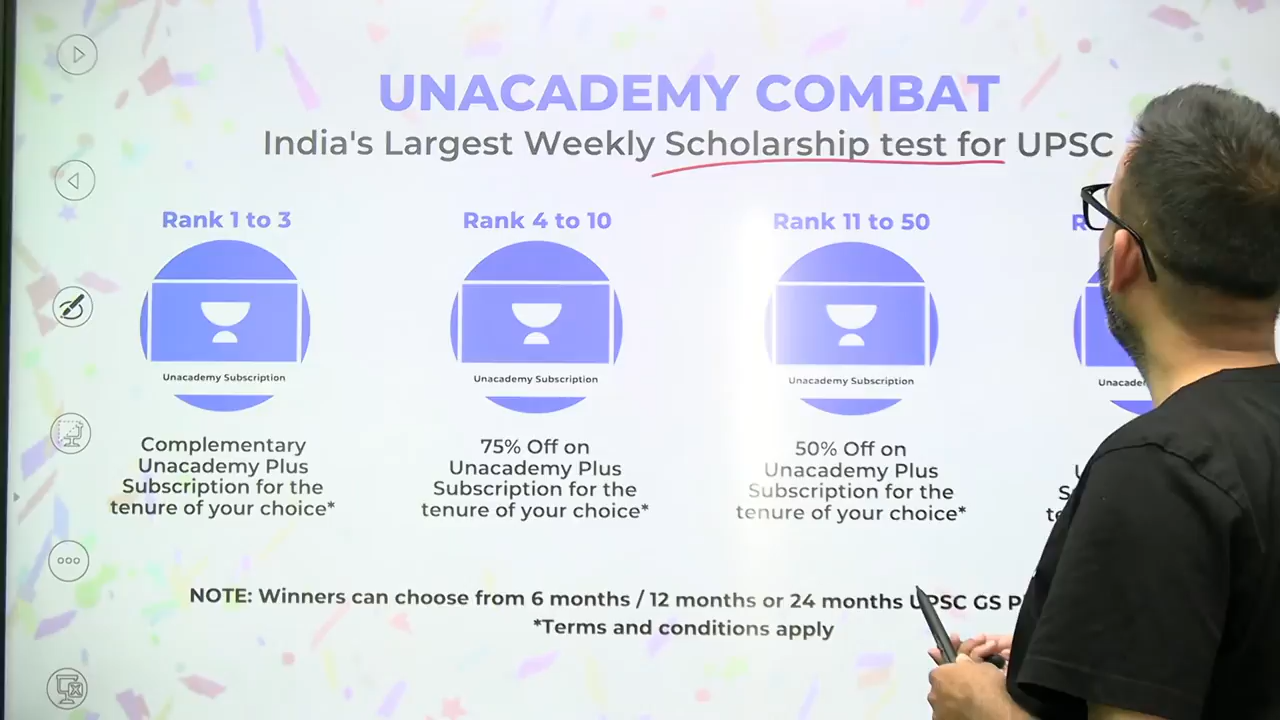 UNACADEMY COMBAT
India's Largest Weekly Scholarship test for UPSC
Rank 1 to 3
Unacademy Subscription
Complementary
Unacademy Plus
Subscription for the
tenure of your choice*
Rank 4 to 10
Unacademy Subscription
75% Off on
Unacademy Plus
Subscription for the
tenure of your choice*
Rank 11 to 50
Unacademy Subscription
50% Off on
Unacademy Plus
Subscription for the
tenure of your choice*
NOTE: Winners can choose from 6 months / 12 months or 24 months UPSC GS
*Terms and conditions apply